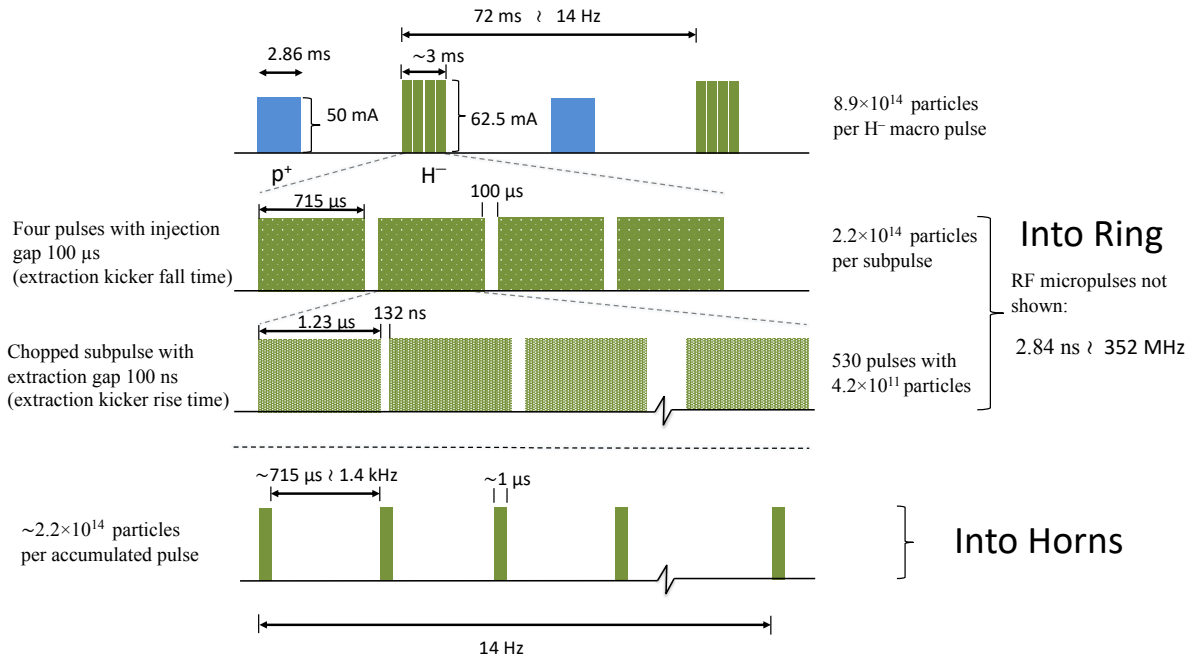 72 ms ≀ 14 Hz
2.86 ms
~3 ms
50 mA
62.5 mA
8.9×10¹⁴ particles
per H⁻ macro pulse
p⁺
H⁻
715 µs
100 µs
Four pulses with injection
gap 100 µs
(extraction kicker fall time)
2.2×10¹⁴ particles
per subpulse
Into Ring
RF micropulses not
shown:
2.84 ns ≀ 352 MHz
1.23 µs
132 ns
Chopped subpulse with
extraction gap 100 ns
(extraction kicker rise time)
530 pulses with
4.2×10¹¹ particles
~715 µs ≀ 1.4 kHz
~1 µs
~2.2×10¹⁴ particles
per accumulated pulse
Into Horns
14 Hz